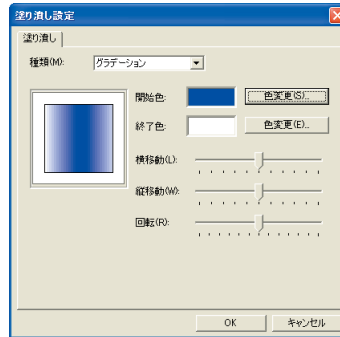 塗り潰し設定
塗り潰し
種類(M): グラデーション
開始色: 色変更(S)...
終了色: 色変更(E)...
横移動(L):
縦移動(W):
回転(R):
OK キャンセル